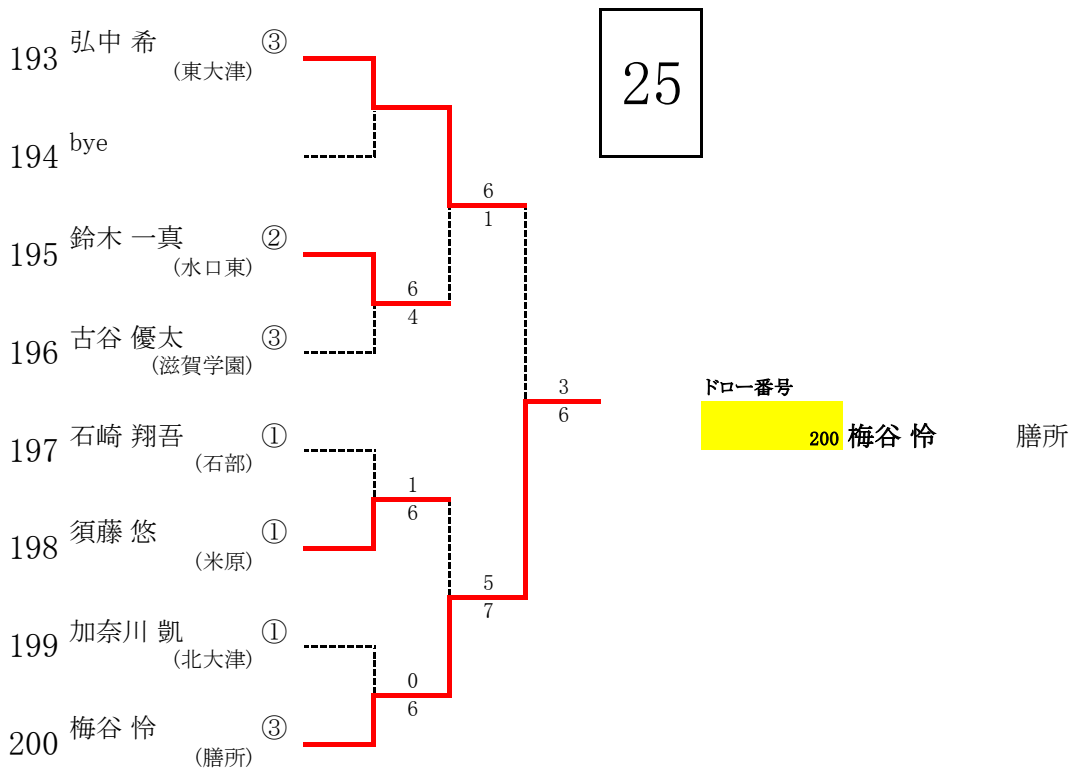 25
193 弘中 希 ③
(東大津)
194 bye
6
1
195 鈴木 一真 ②
(水口東)
6
4
196 古谷 優太 ③
(滋賀学園)
3
6
ドロー番号
200 梅谷 怜 膳所
197 石崎 翔吾 ①
(石部)
1
6
198 須藤 悠 ①
(米原)
5
7
199 加奈川 凱 ①
(北大津)
0
6
200 梅谷 怜 ③
(膳所)